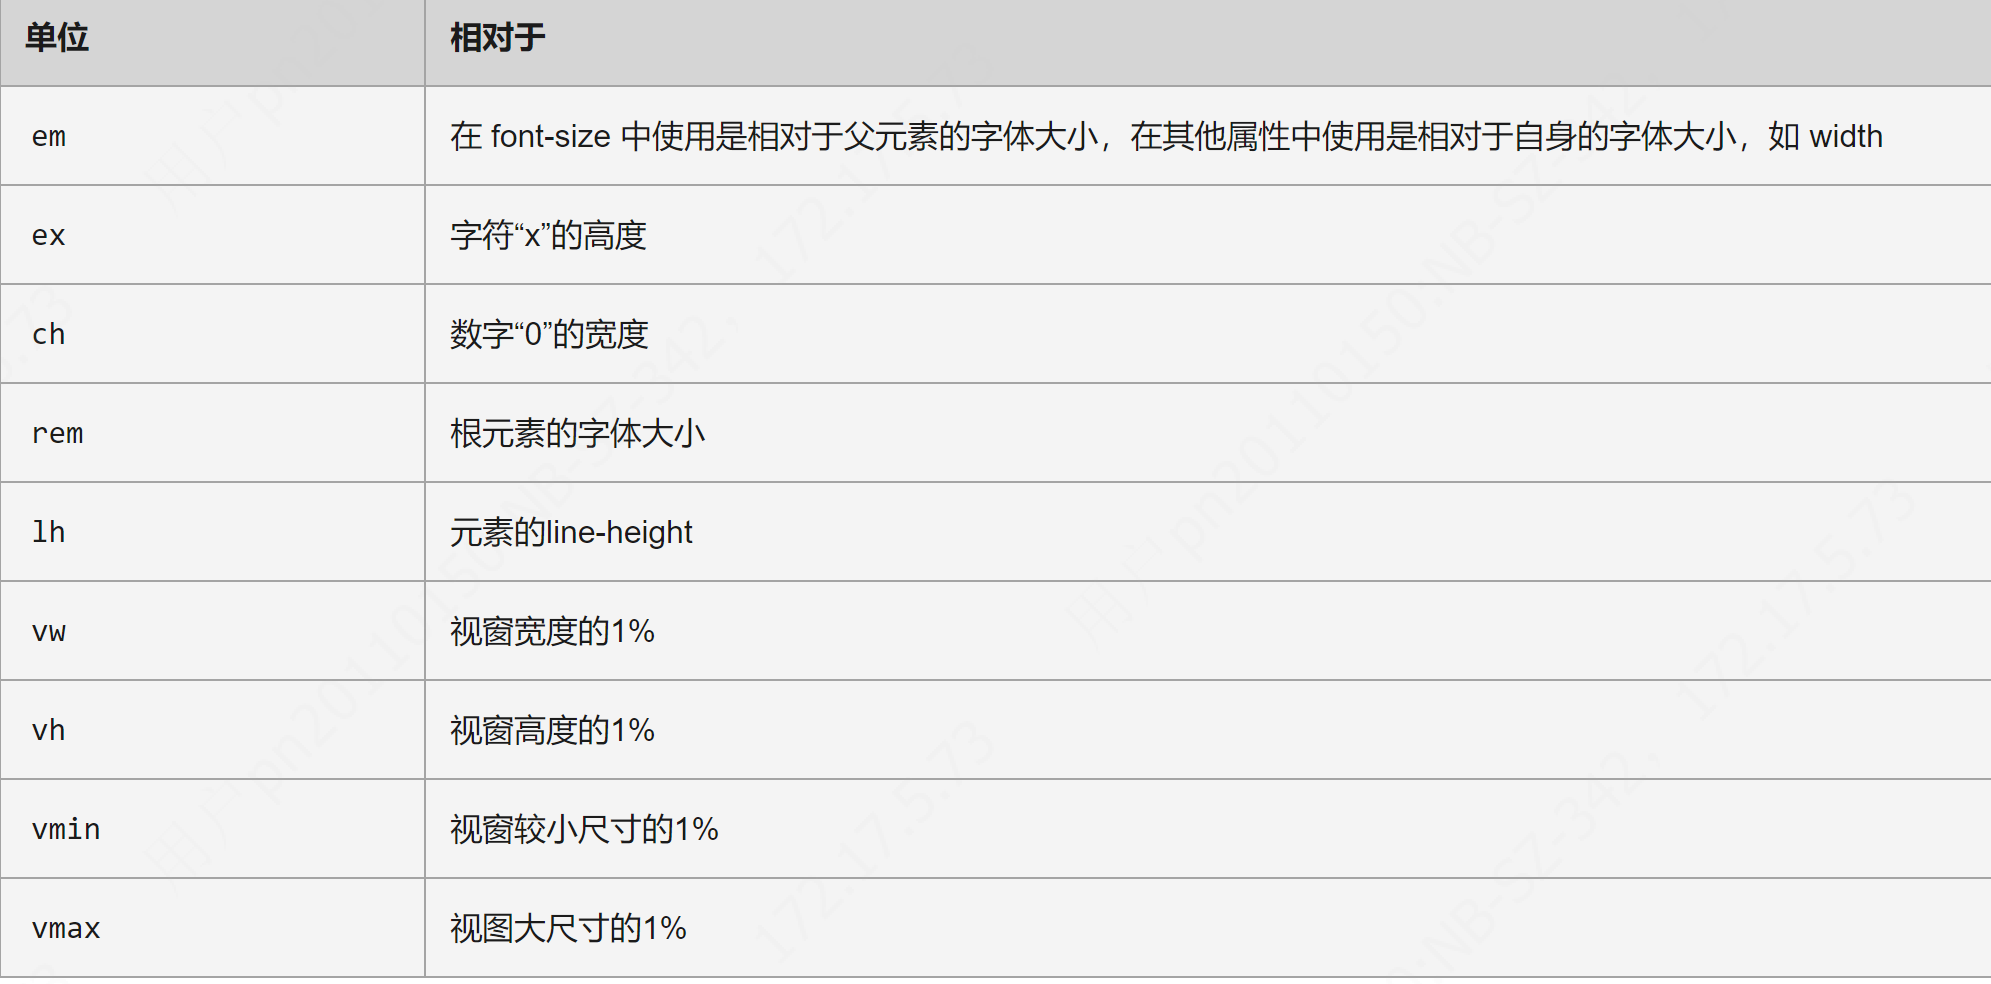 单位 相对于
em 在 font-size 中使用是相对于父元素的字体大小，在其他属性中使用是相对于自身的字体大小，如 width
ex 字符“x”的高度
ch 数字“0”的宽度
rem 根元素的字体大小
lh 元素的line-height
vw 视窗宽度的1%
vh 视窗高度的1%
vmin 视窗较小尺寸的1%
vmax 视图大尺寸的1%